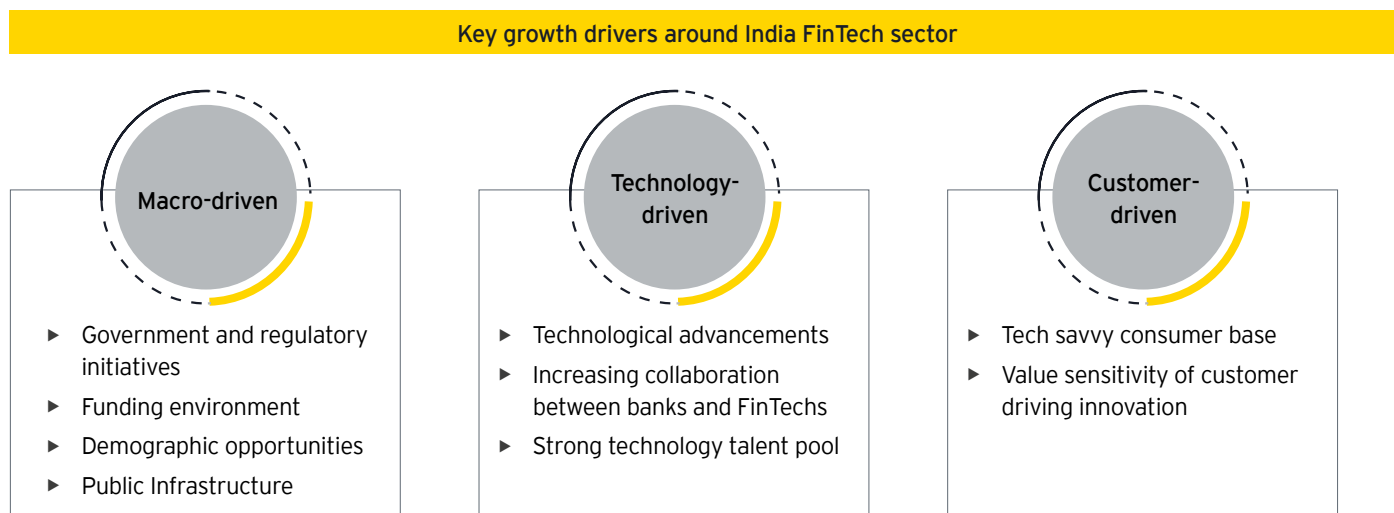 Key growth drivers around India FinTech sector
Macro-driven
► Government and regulatory
initiatives
► Funding environment
► Demographic opportunities
► Public Infrastructure
Technology-
driven
► Technological advancements
► Increasing collaboration
between banks and FinTechs
► Strong technology talent pool
Customer-
driven
► Tech savvy consumer base
► Value sensitivity of customer
driving innovation